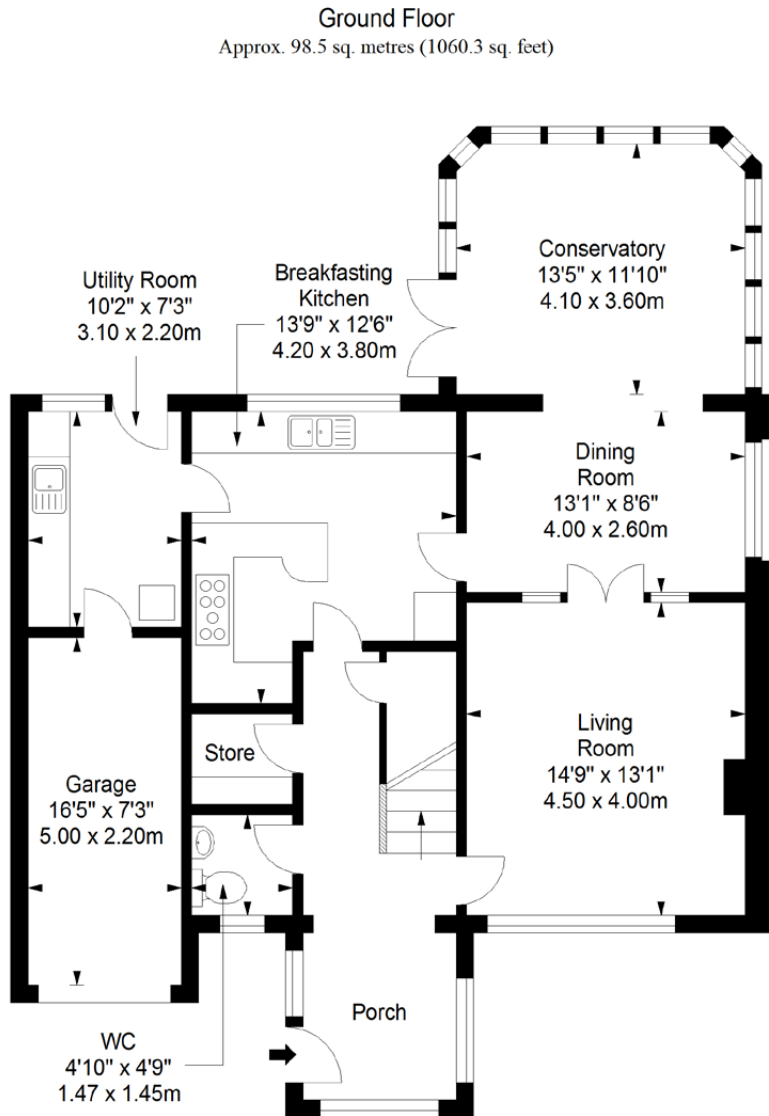 Ground Floor
Approx. 98.5 sq. metres (1060.3 sq. feet)
Conservatory
13'5" x 11'10"
4.10 x 3.60m
Utility Room
10'2" x 7'3"
3.10 x 2.20m
Breakfasting
Kitchen
13'9" x 12'6"
4.20 x 3.80m
Dining
Room
13'1" x 8'6"
4.00 x 2.60m
Living
Room
14'9" x 13'1"
4.50 x 4.00m
Store
Garage
16'5" x 7'3"
5.00 x 2.20m
Porch
WC
4'10" x 4'9"
1.47 x 1.45m